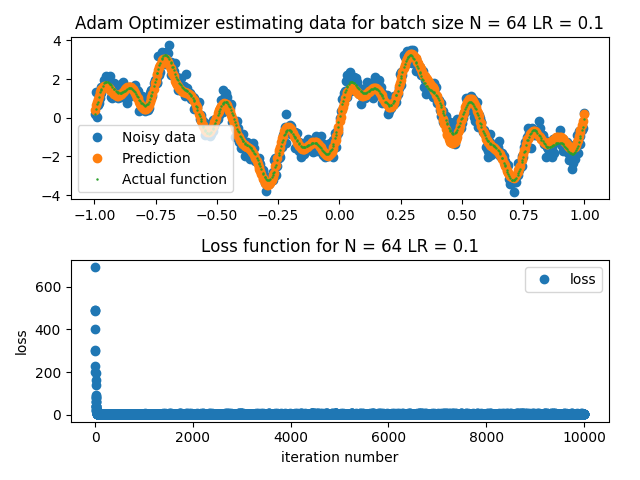 Adam Optimizer estimating data for batch size N = 64 LR = 0.1
4
2
0
−2
−4
Noisy data
Prediction
Actual function
−1.00 −0.75 −0.50 −0.25 0.00 0.25 0.50 0.75 1.00
Loss function for N = 64 LR = 0.1
loss
600
400
200
0
loss
0 2000 4000 6000 8000 10000
iteration number